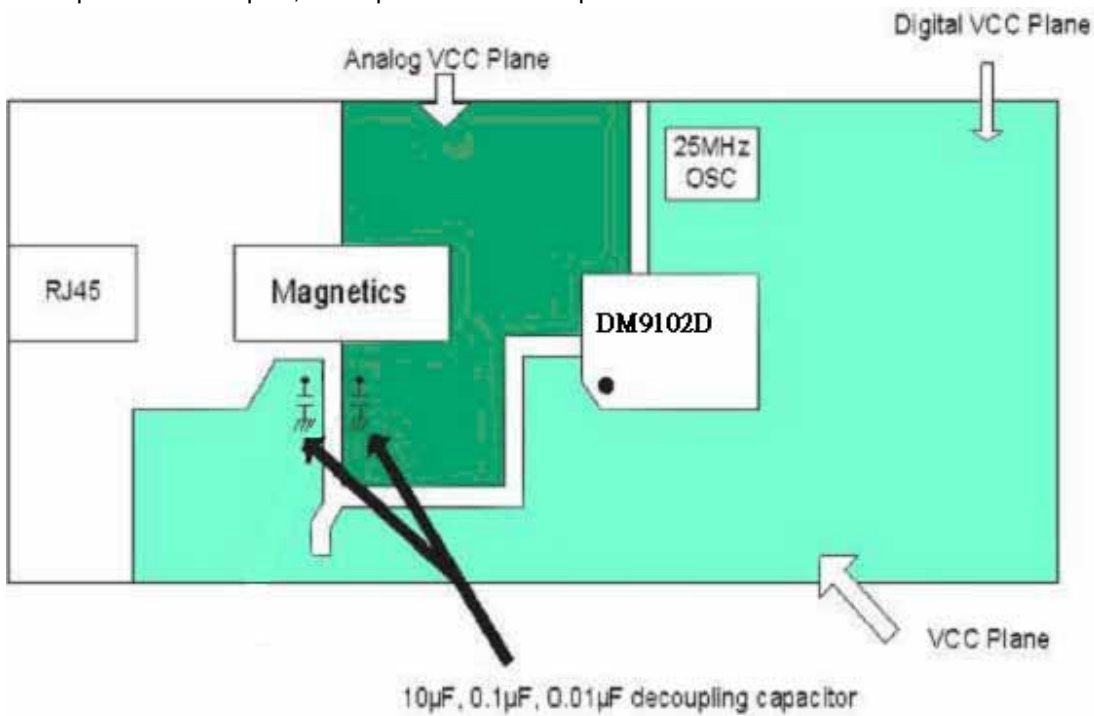 Digital VCC Plane
Analog VCC Plane
25MHz
OSC
RJ45
Magnetics
DM9102D
VCC Plane
10µF, 0.1µF, 0.01µF decoupling capacitor